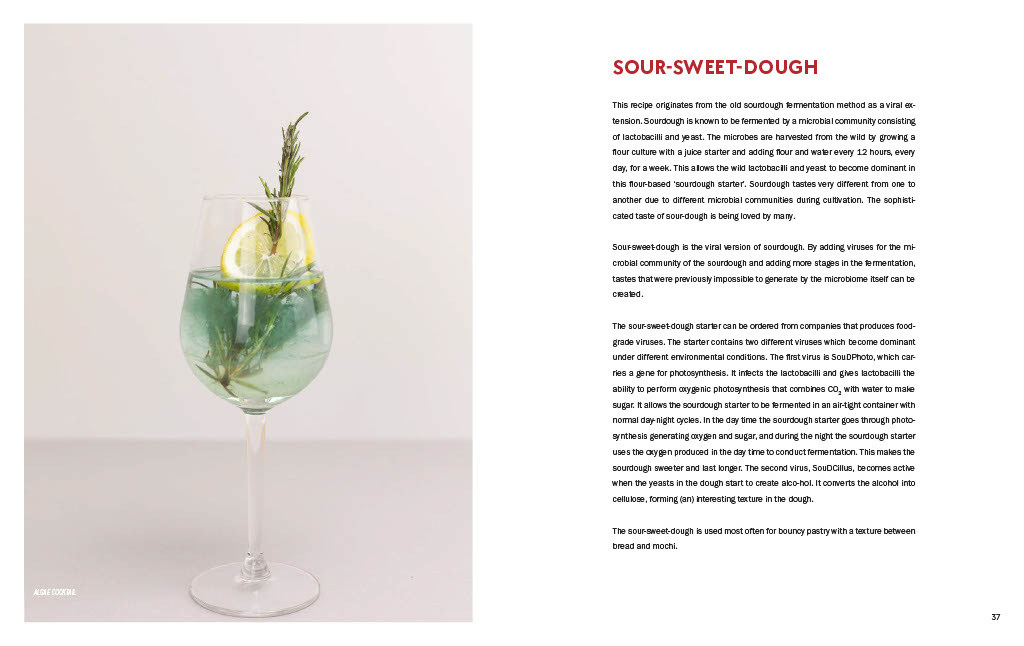 ALGAE COCKTAIL
SOUR-SWEET-DOUGH
This recipe originates from the old sourdough fermentation method as a viral ex-
tension. Sourdough is known to be fermented by a microbial community consisting
of lactobacilli and yeast. The microbes are harvested from the wild by growing a
flour culture with a juice starter and adding flour and water every 12 hours, every
day, for a week. This allows the wild lactobacilli and yeast to become dominant in
this flour-based ‘sourdough starter’. Sourdough tastes very different from one to
another due to different microbial communities during cultivation. The sophisti-
cated taste of sour-dough is being loved by many.
Sour-sweet-dough is the viral version of sourdough. By adding viruses for the mi-
crobial community of the sourdough and adding more stages in the fermentation,
tastes that were previously impossible to generate by the microbiome itself can be
created.
The sour-sweet-dough starter can be ordered from companies that produces food-
grade viruses. The starter contains two different viruses which become dominant
under different environmental conditions. The first virus is SouDPhoto, which car-
ries a gene for photosynthesis. It infects the lactobacilli and gives lactobacilli the
ability to perform oxygenic photosynthesis that combines CO₂ with water to make
sugar. It allows the sourdough starter to be fermented in an air-tight container with
normal day-night cycles. In the day time the sourdough starter goes through photo-
synthesis generating oxygen and sugar, and during the night the sourdough starter
uses the oxygen produced in the day time to conduct fermentation. This makes the
sourdough sweeter and last longer. The second virus, SouDCillus, becomes active
when the yeasts in the dough start to create alco-hol. It converts the alcohol into
cellulose, forming (an) interesting texture in the dough.
The sour-sweet-dough is used most often for bouncy pastry with a texture between
bread and mochi.
37